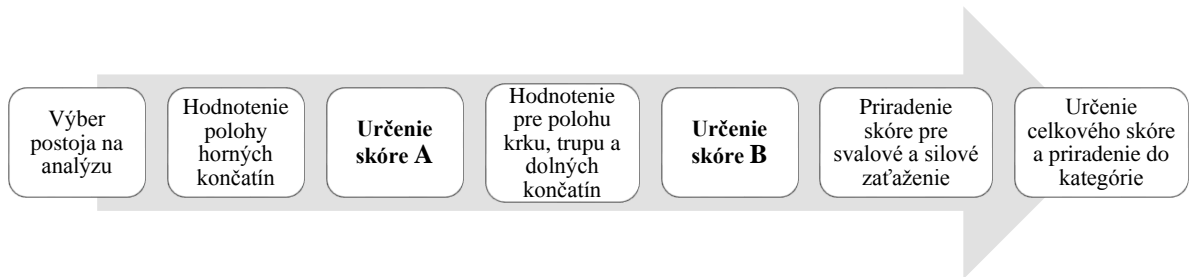 Výber
postoja na
analýzu
Hodnotenie
polohy
horných
končatín
Určenie
skóre A
Hodnotenie
pre polohu
krku, trupu a
dolných
končatín
Určenie
skóre B
Priradenie
skóre pre
svalové a silové
zaťaženie
Určenie
celkového skóre
a priradenie do
kategórie